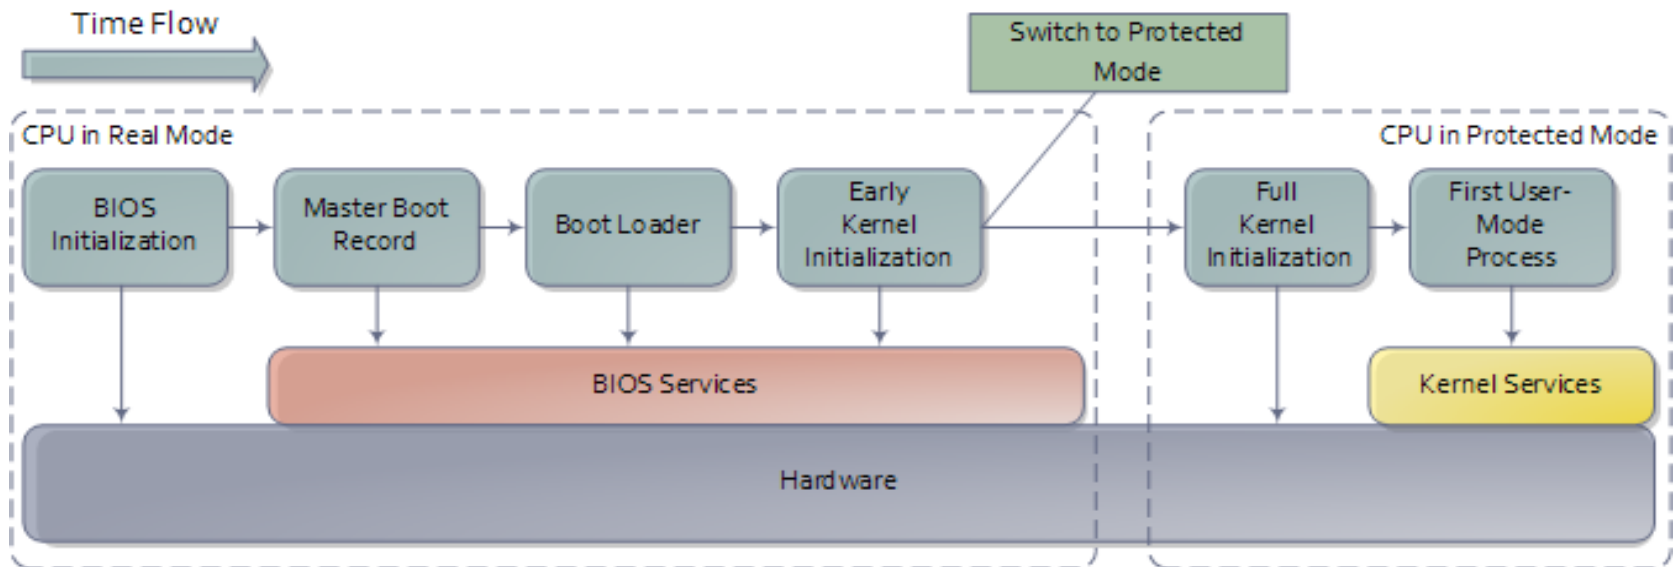 Time Flow
Switch to Protected
Mode
CPU in Real Mode
CPU in Protected Mode
BIOS
Initialization
Master Boot
Record
Boot Loader
Early
Kernel
Initialization
Full
Kernel
Initialization
First User-
Mode
Process
BIOS Services
Kernel Services
Hardware